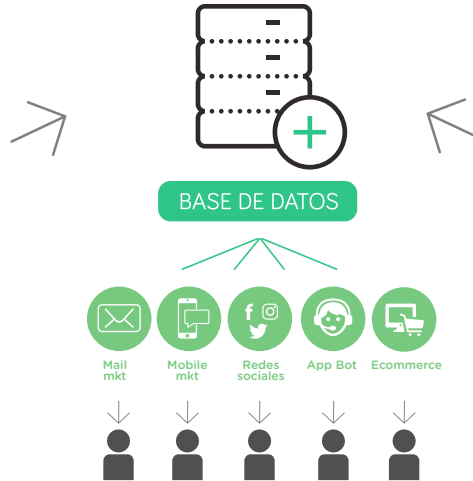 BASE DE DATOS
Mail
mkt
Mobile
mkt
Redes
sociales
App Bot
Ecommerce